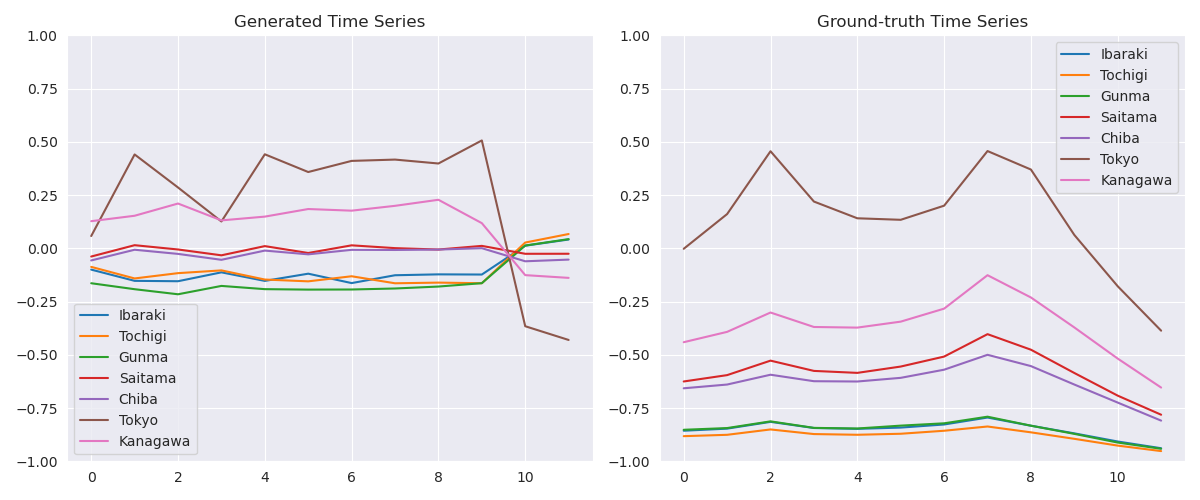 Generated Time Series
1.00
0.75
0.50
0.25
0.00
−0.25
−0.50
−0.75
−1.00
0 2 4 6 8 10
Ibaraki
Tochigi
Gunma
Saitama
Chiba
Tokyo
Kanagawa
Ground-truth Time Series
1.00
0.75
0.50
0.25
0.00
−0.25
−0.50
−0.75
−1.00
0 2 4 6 8 10
Ibaraki
Tochigi
Gunma
Saitama
Chiba
Tokyo
Kanagawa